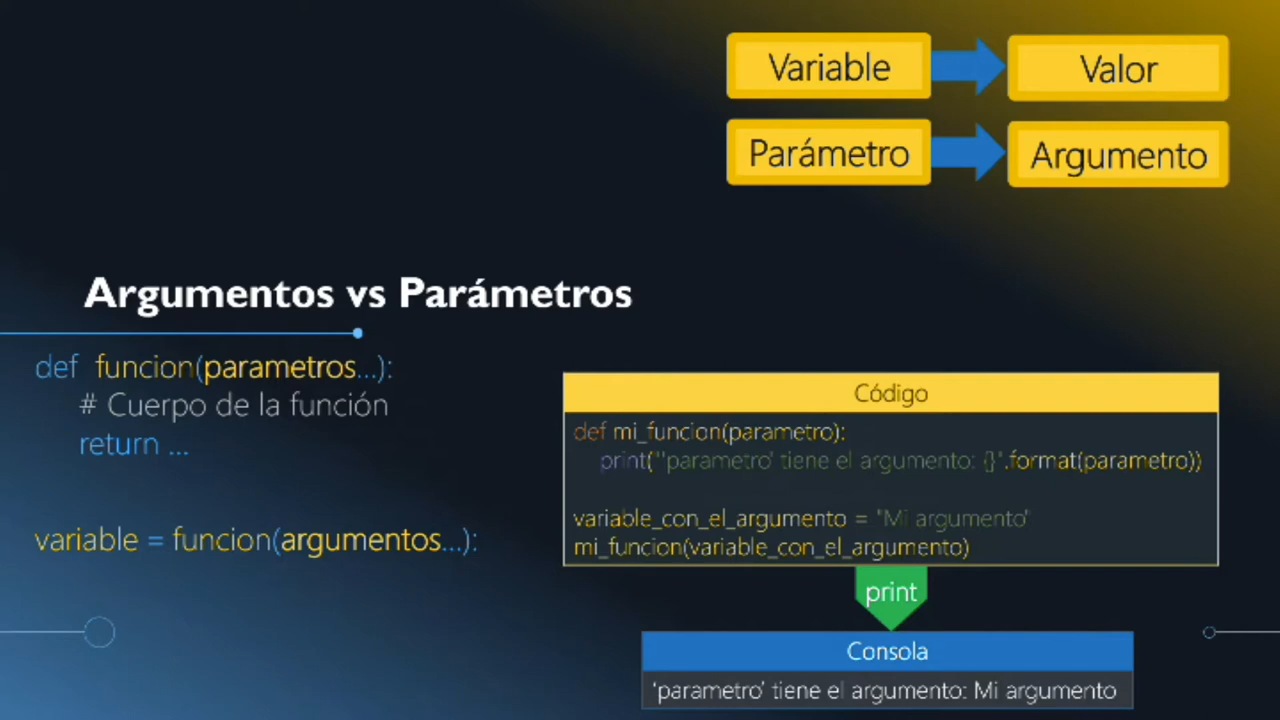 Variable
Valor
Parámetro
Argumento
Argumentos vs Parámetros
def funcion(parametros...):
# Cuerpo de la función
return ...
variable = funcion(argumentos...):
Código
def mi_funcion(parametro):
print("'parametro' tiene el argumento: {}".format(parametro))
variable_con_el_argumento = "Mi argumento"
mi_funcion(variable_con_el_argumento)
print
Consola
‘parametro’ tiene el argumento: Mi argumento